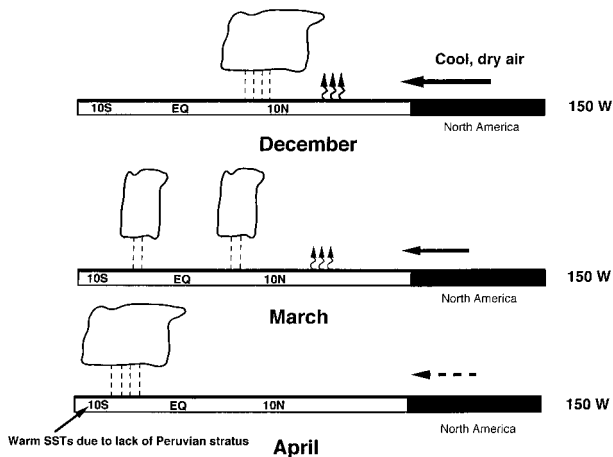 Cool, dry air
10S EQ 10N 150 W
North America
December
10S EQ 10N 150 W
North America
March
10S EQ 10N 150 W
North America
Warm SSTs due to lack of Peruvian stratus
April